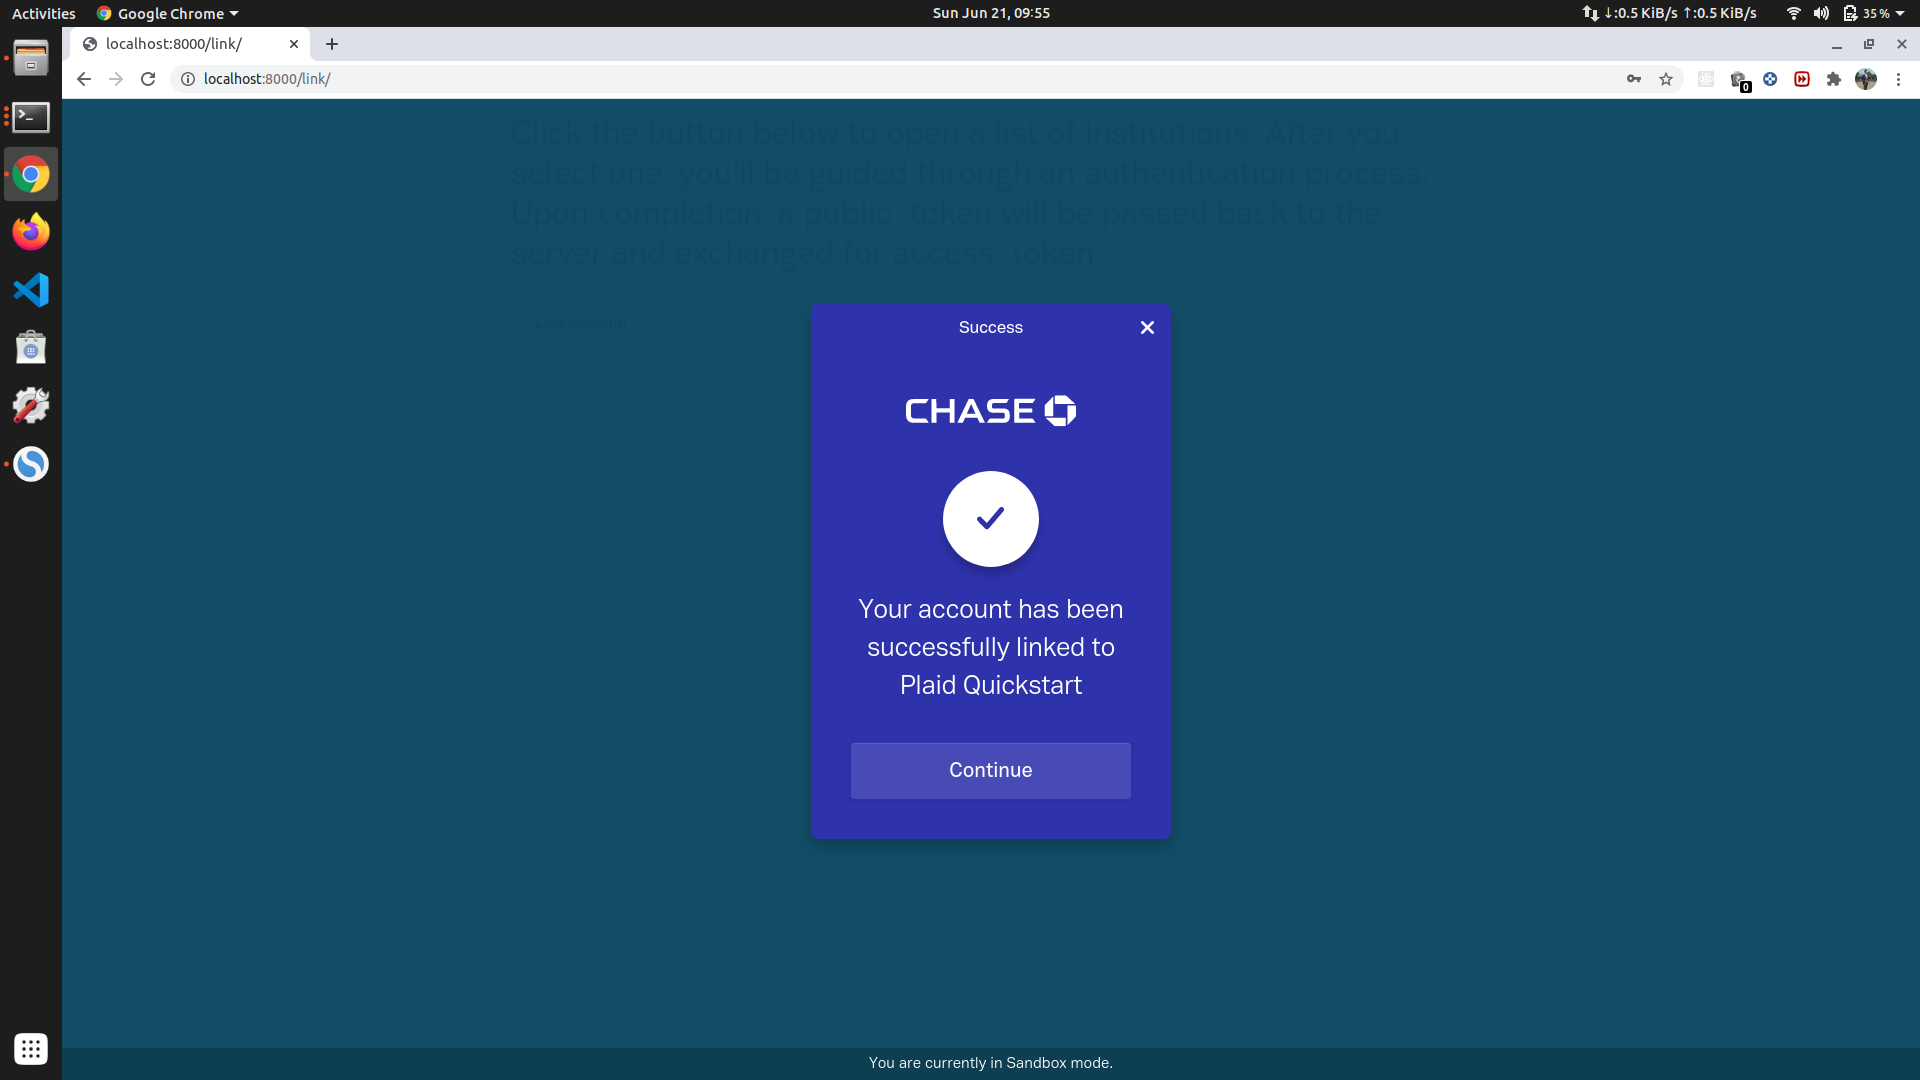 Activities
Google Chrome
Sun Jun 21, 09:55
↓:0.5 KiB/s ↑:0.5 KiB/s
35 %
localhost:8000/link/
localhost:8000/link/
0
Click the button below to open a list of institutions. After you
select one, you'll be guided through an authentication process.
Upon completion, a public_token will be passed back to the
server and exchanged for access_token.
Link Account
Success
CHASE
Your account has been
successfully linked to
Plaid Quickstart
Continue
You are currently in Sandbox mode.